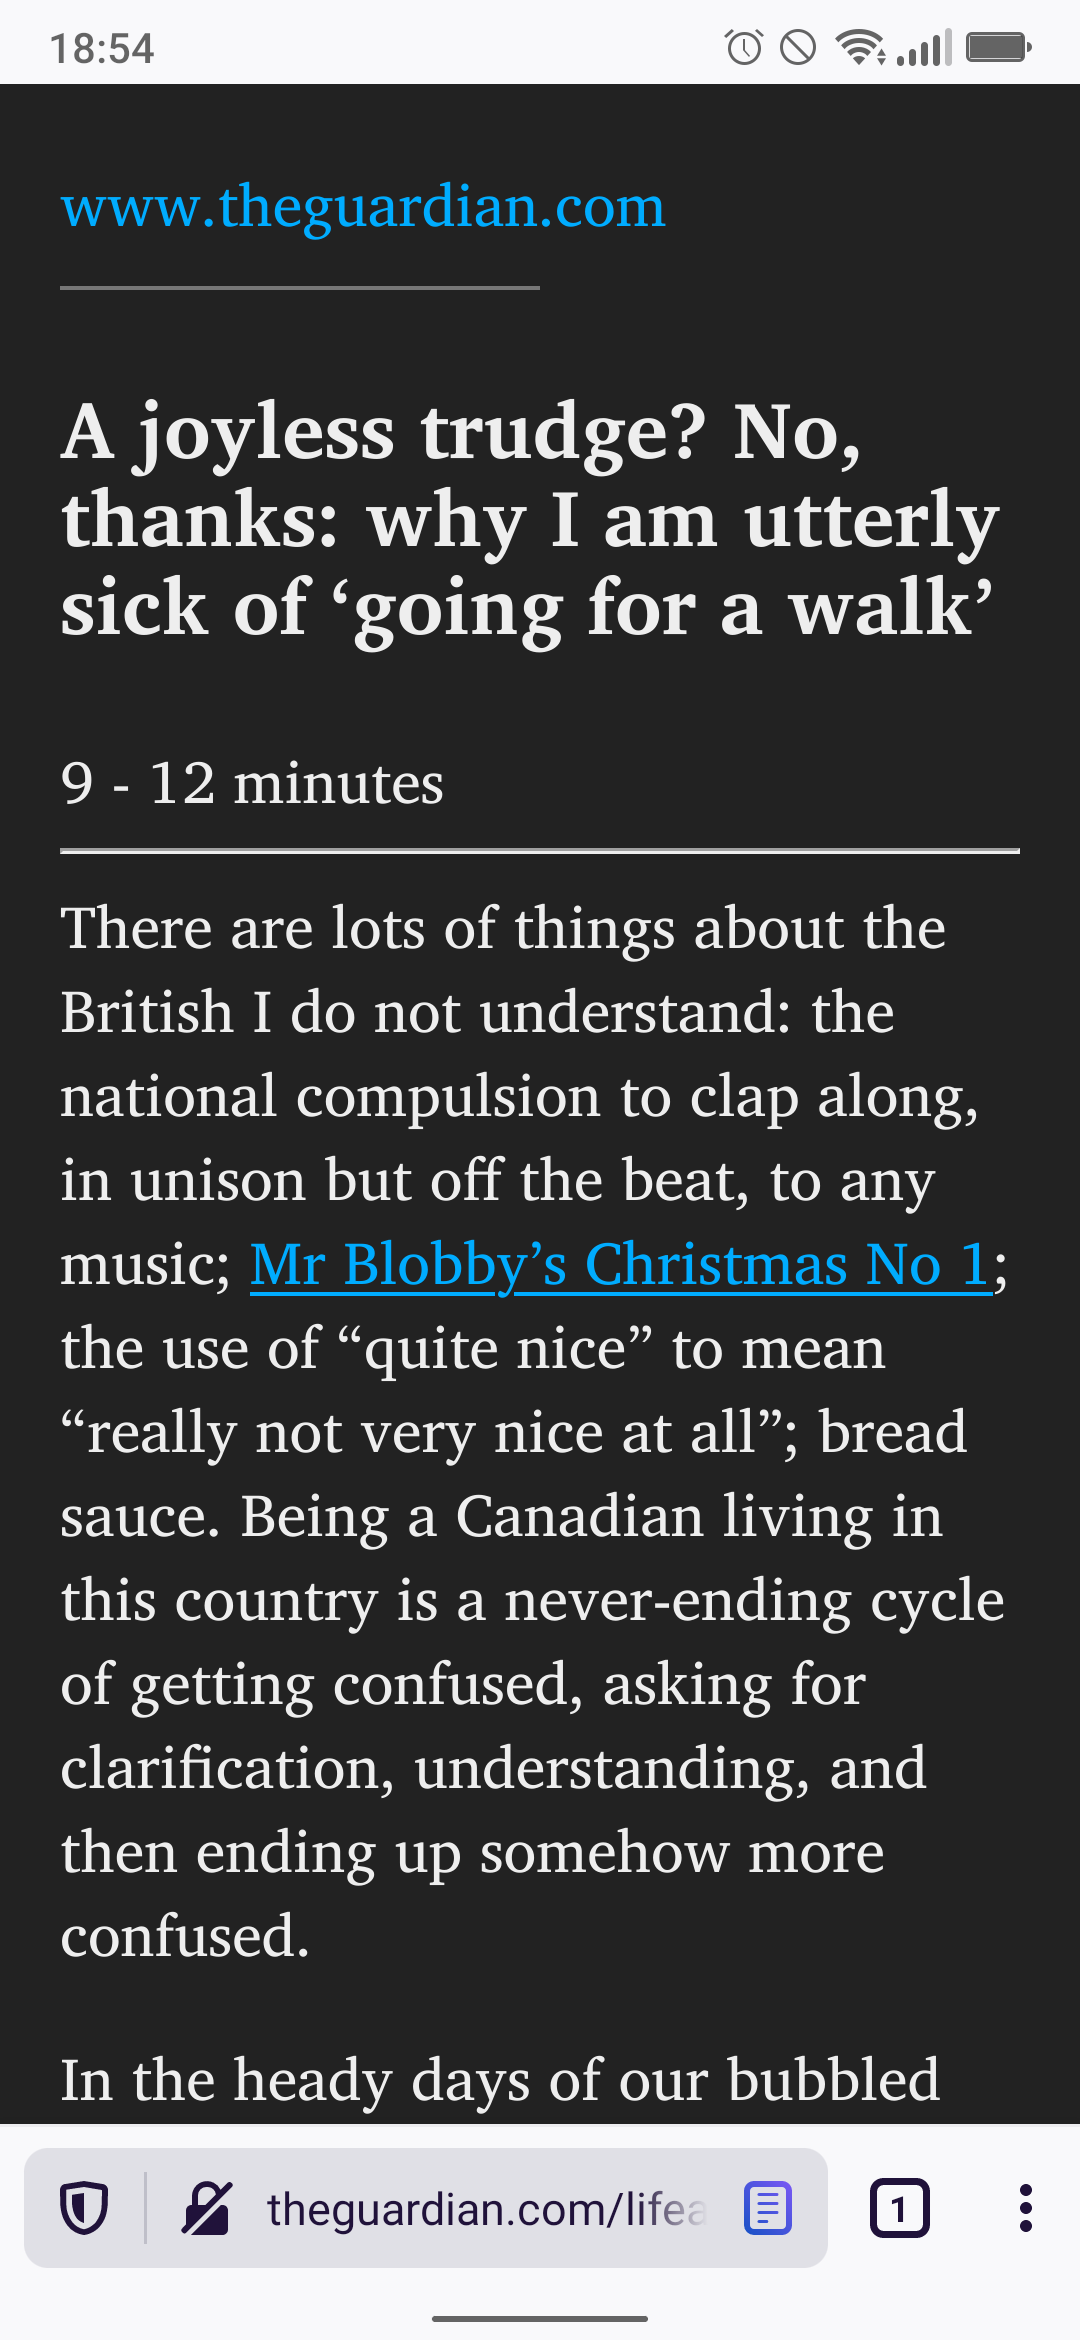 18:54
www.theguardian.com
A joyless trudge? No,
thanks: why I am utterly
sick of ‘going for a walk’
9 - 12 minutes
There are lots of things about the
British I do not understand: the
national compulsion to clap along,
in unison but off the beat, to any
music; Mr Blobby’s Christmas No 1;
the use of “quite nice” to mean
“really not very nice at all”; bread
sauce. Being a Canadian living in
this country is a never-ending cycle
of getting confused, asking for
clarification, understanding, and
then ending up somehow more
confused.
In the heady days of our bubbled
theguardian.com/lifea
1